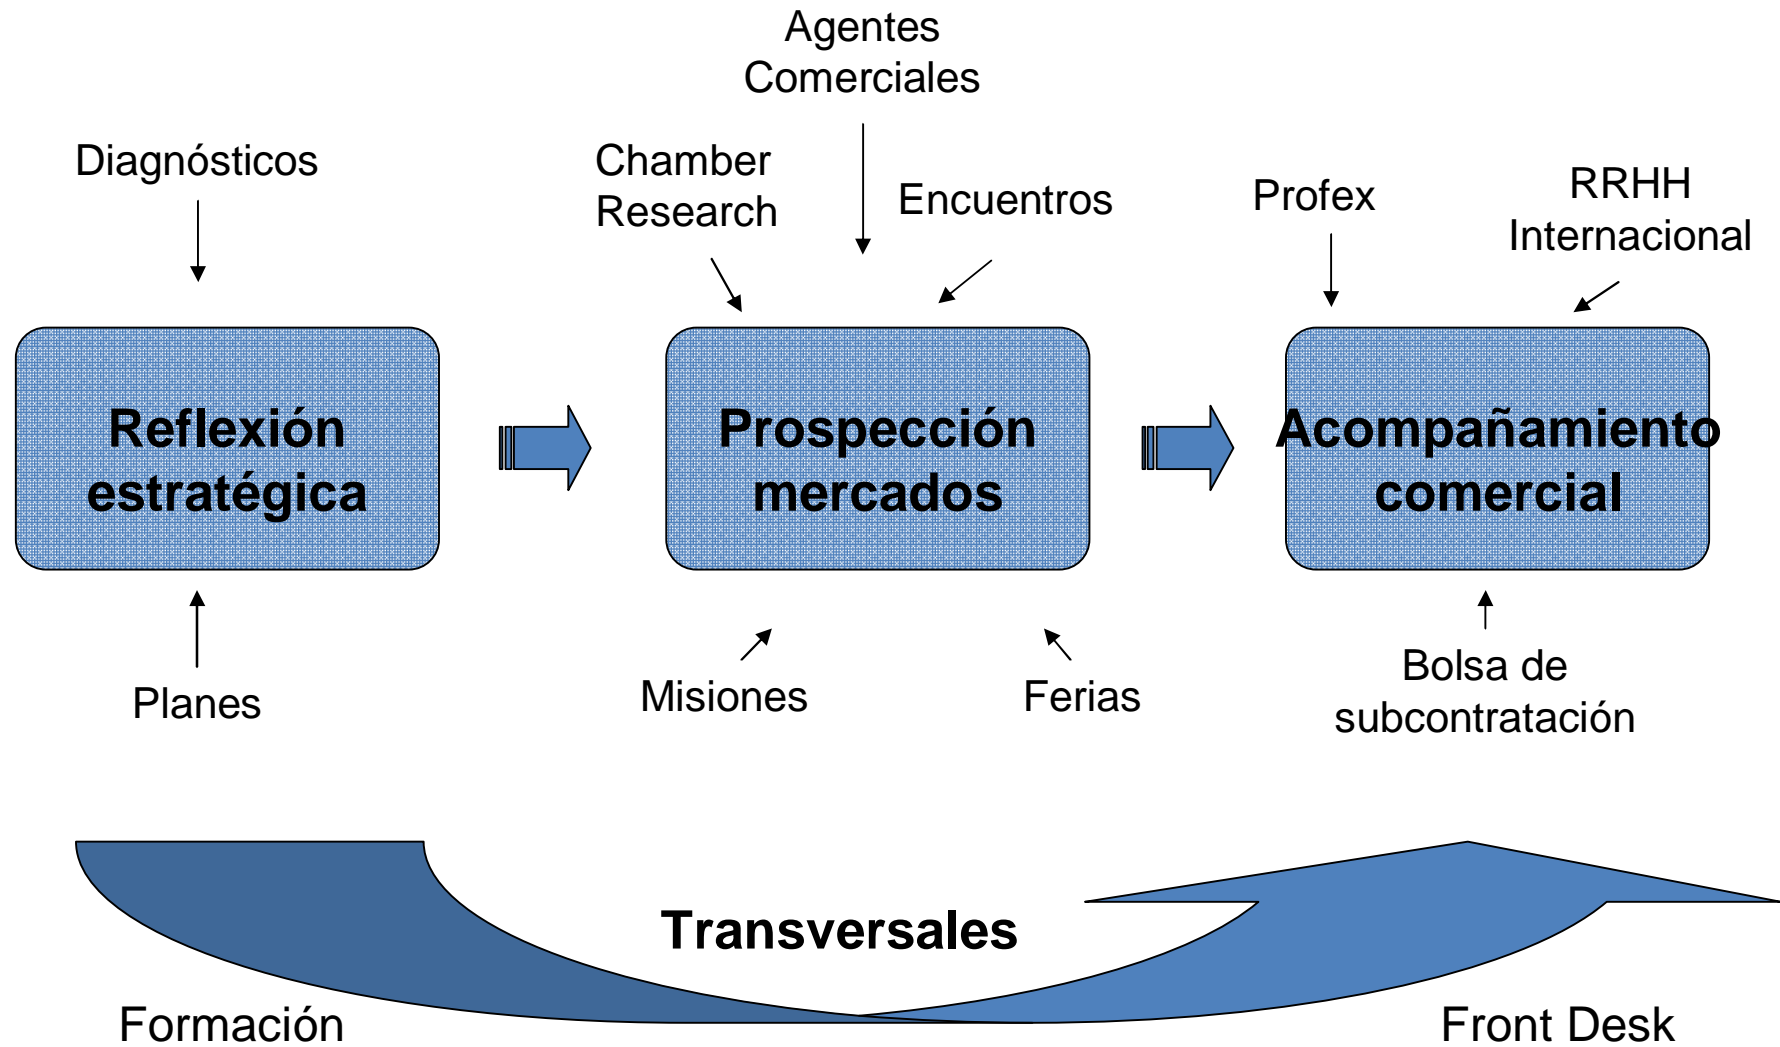 Agentes
Comerciales
Diagnósticos
Chamber
Research
Encuentros
Profex
RRHH
Internacional
Reflexión
estratégica
Prospección
mercados
Acompañamiento
comercial
Planes
Misiones
Ferias
Bolsa de
subcontratación
Transversales
Formación
Front Desk